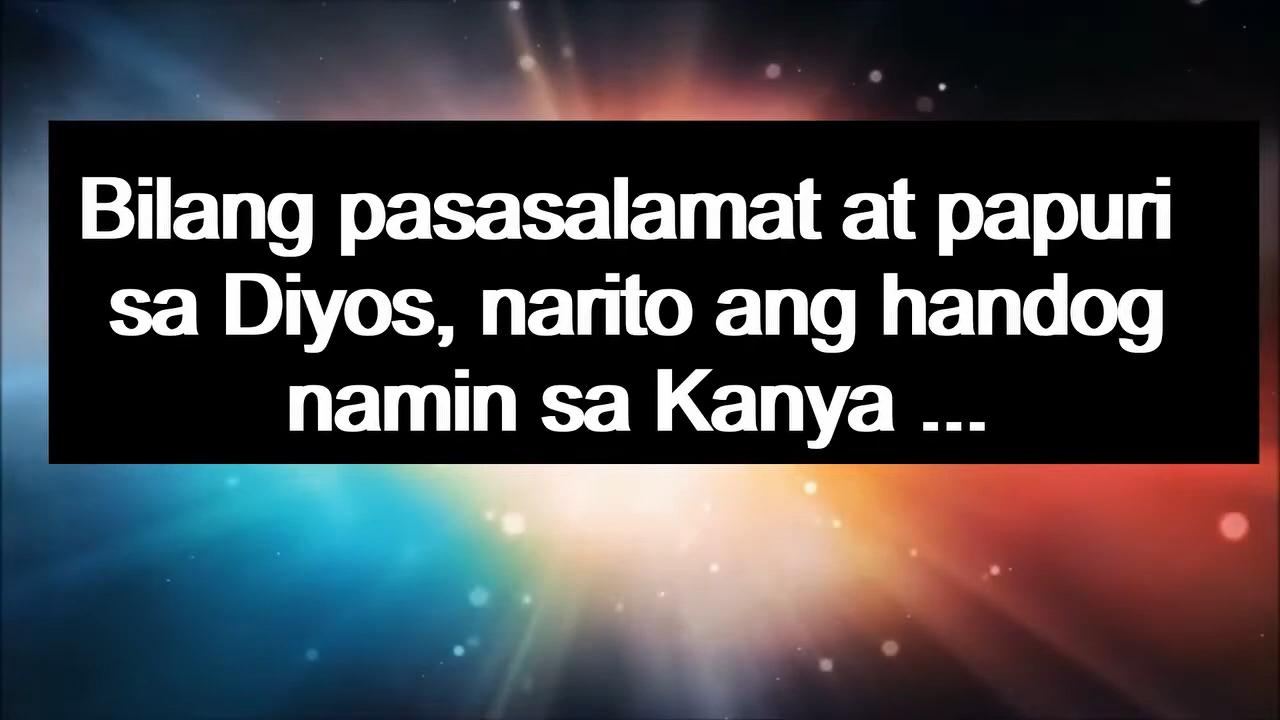 Bilang pasasalamat at papuri
sa Diyos, narito ang handog
namin sa Kanya ...